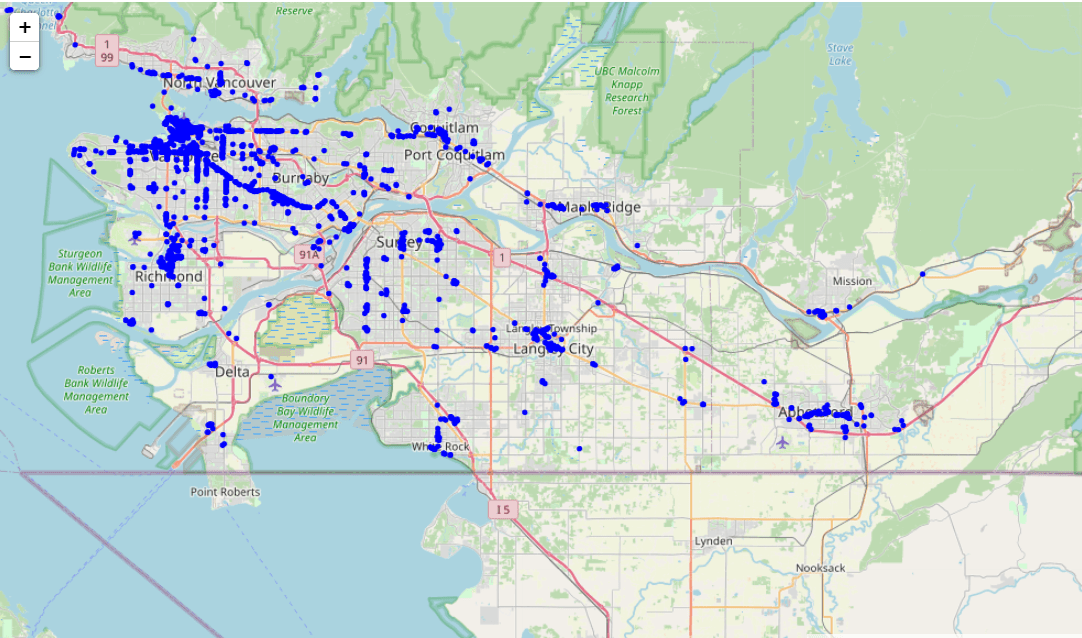 Reserve
+
−
1
99
North Vancouver
UBC Malcolm
Knapp
Research
Forest
Stave
Lake
Coquitlam
Port Coquitlam
Burnaby
Maple Ridge
Surrey
91A
1
Sturgeon
Bank Wildlife
Management
Area
Richmond
Mission
Langley Township
Langley City
91
Delta
Roberts
Bank Wildlife
Management
Area
Boundary
Bay Wildlife
Management
Area
Abbotsford
White Rock
Point Roberts
I 5
Lynden
Nooksack